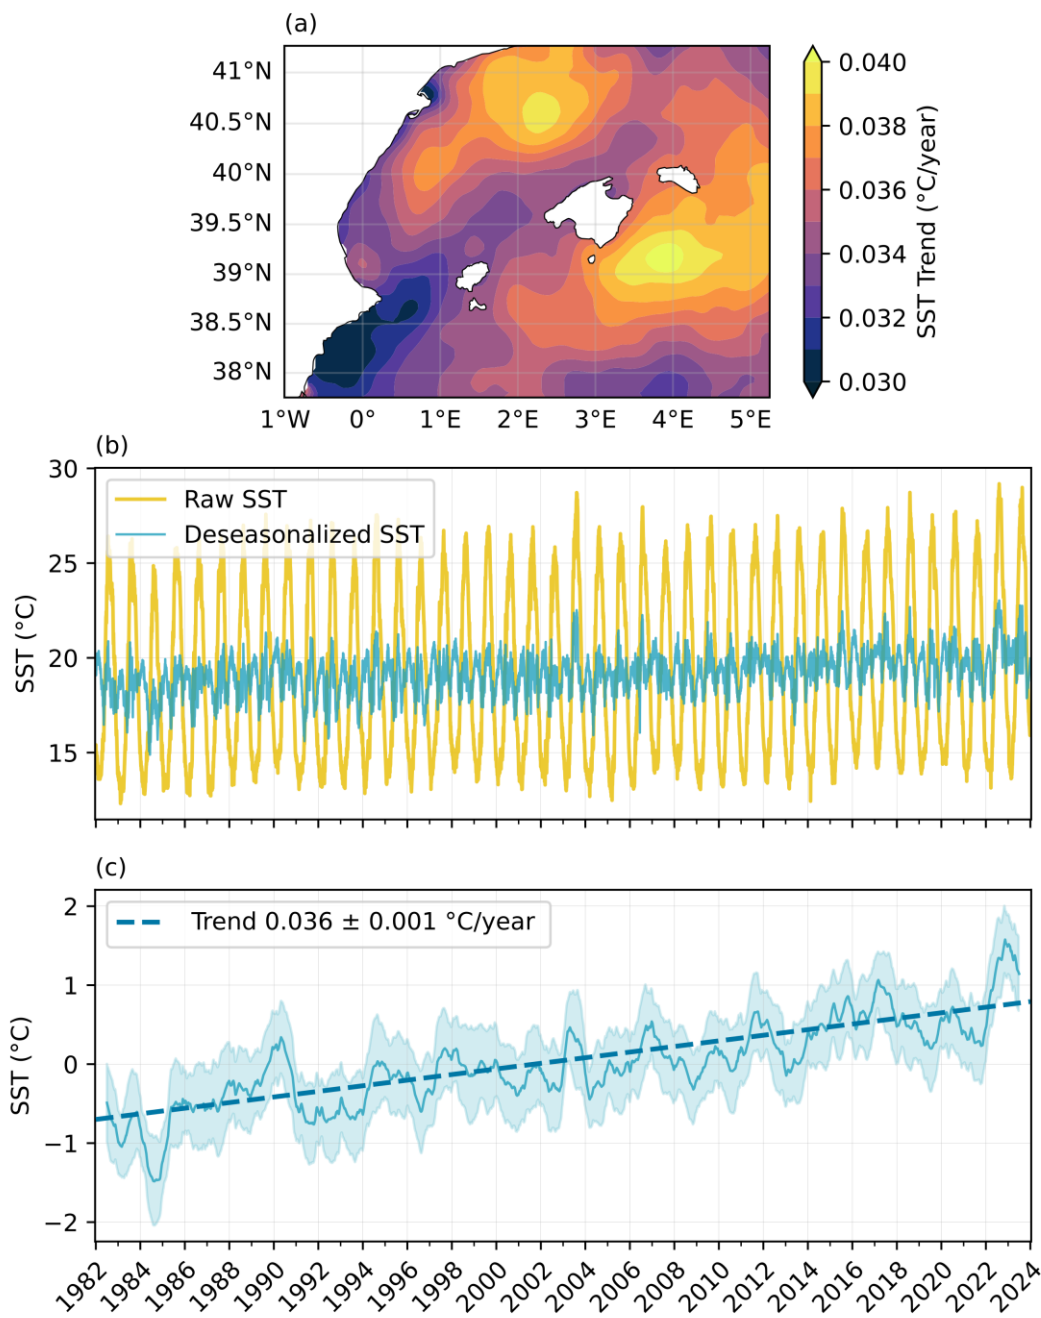 (a)
41°N
40.5°N
40°N
39.5°N
39°N
38.5°N
38°N
1°W 0° 1°E 2°E 3°E 4°E 5°E
0.040
0.038
0.036
0.034
0.032
0.030
SST Trend (°C/year)
(b)
30
25
20
15
SST (°C)
Raw SST
Deseasonalized SST
(c)
2
1
0
−1
−2
SST (°C)
Trend 0.036 ± 0.001 °C/year
1982 1984 1986 1988 1990 1992 1994 1996 1998 2000 2002 2004 2006 2008 2010 2012 2014 2016 2018 2020 2022 2024